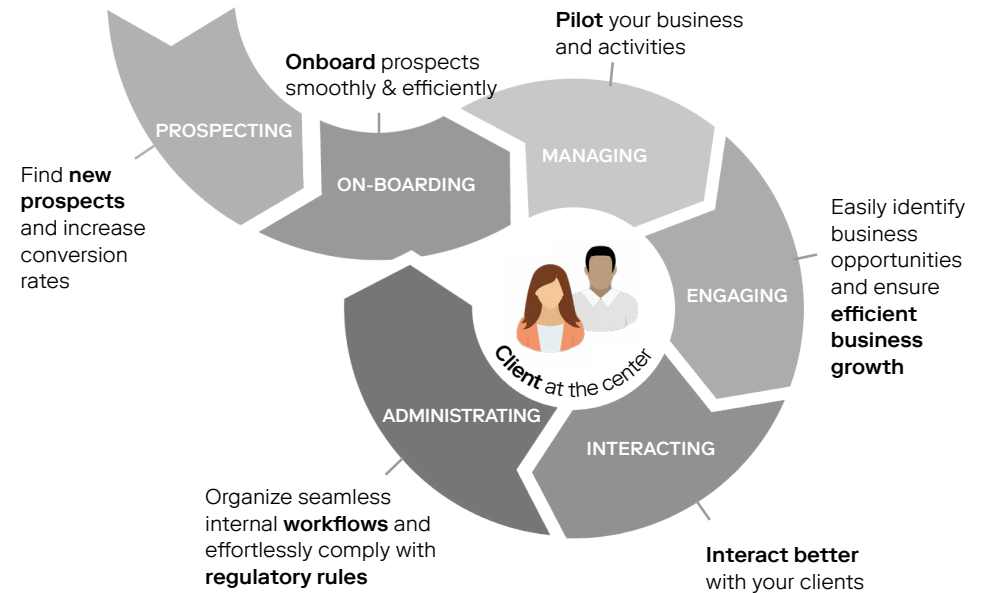 Pilot your business
and activities
Onboard prospects
smoothly & efficiently
PROSPECTING
MANAGING
ON-BOARDING
Find new
prospects
and increase
conversion
rates
Easily identify
business
opportunities
and ensure
efficient
business
growth
ENGAGING
Client at the center
ADMINISTRATING
INTERACTING
Organize seamless
internal workflows and
effortlessly comply with
regulatory rules
Interact better
with your clients